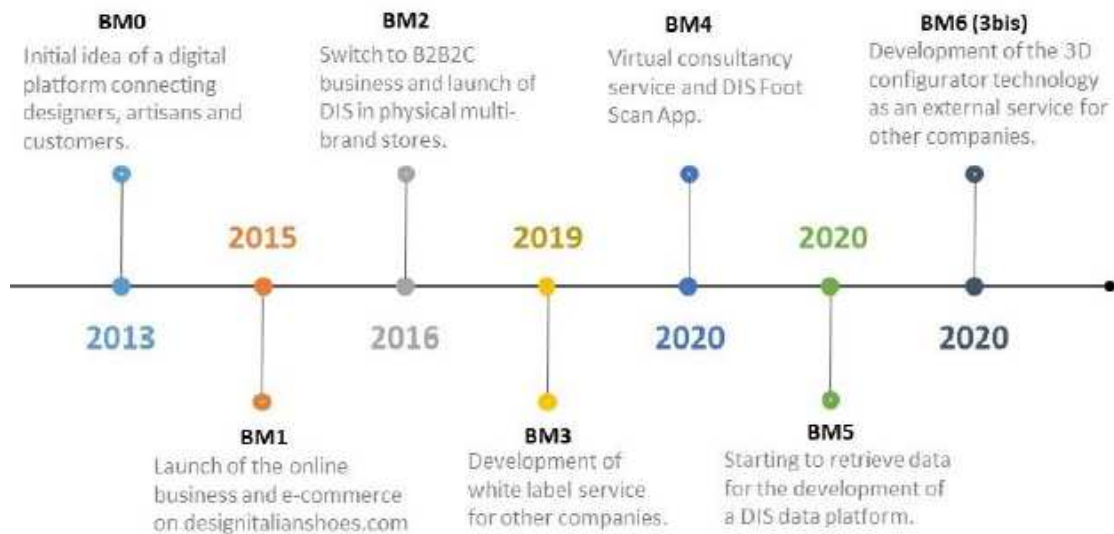 BM0
Initial idea of a digital
platform connecting
designers, artisans and
customers.
BM2
Switch to B2B2C
business and launch of
DIS in physical multi-
brand stores.
BM4
Virtual consultancy
service and DIS Foot
Scan App.
BM6 (3bis)
Development of the 3D
configurator technology
as an external service for
other companies.
2015
2019
2020
2013
2016
2020
2020
BM1
Launch of the online
business and e-commerce
on designitalianshoes.com
BM3
Development of
white label service
for other companies.
BM5
Starting to retrieve data
for the development of
a DIS data platform.